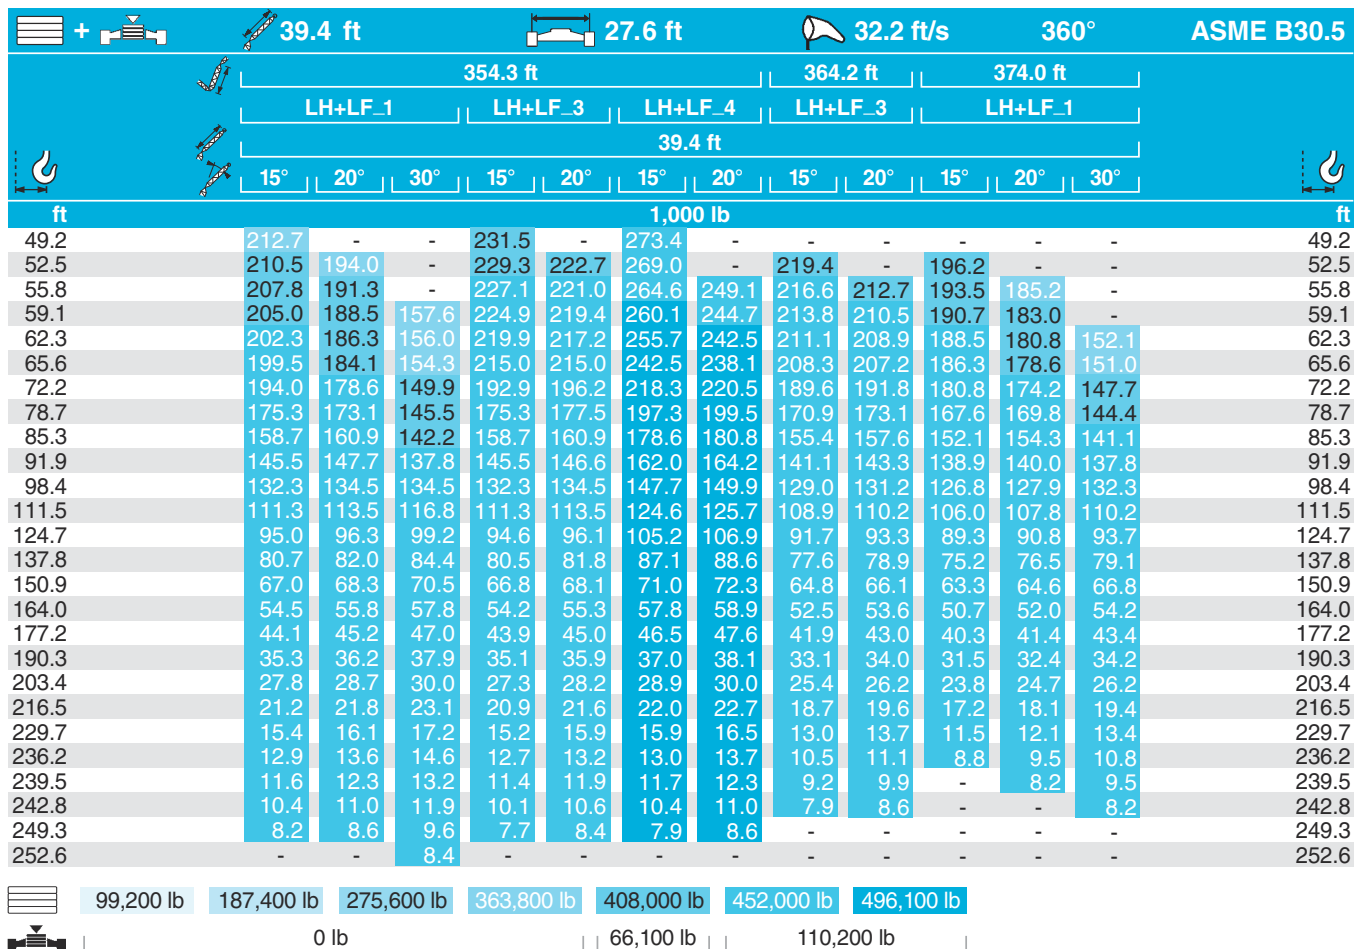 + 39.4 ft 27.6 ft 32.2 ft/s 360° ASME B30.5
354.3 ft 364.2 ft 374.0 ft
LH+LF_1 LH+LF_3 LH+LF_4 LH+LF_3 LH+LF_1
39.4 ft
15° 20° 30° 15° 20° 15° 20° 15° 20° 15° 20° 30°
ft 1,000 lb ft
49.2 212.7 - - 231.5 - 273.4 - - - - - - 49.2
52.5 210.5 194.0 - 229.3 222.7 269.0 - 219.4 - 196.2 - - 52.5
55.8 207.8 191.3 - 227.1 221.0 264.6 249.1 216.6 212.7 193.5 185.2 - 55.8
59.1 205.0 188.5 157.6 224.9 219.4 260.1 244.7 213.8 210.5 190.7 183.0 - 59.1
62.3 202.3 186.3 156.0 219.9 217.2 255.7 242.5 211.1 208.9 188.5 180.8 152.1 62.3
65.6 199.5 184.1 154.3 215.0 215.0 242.5 238.1 208.3 207.2 186.3 178.6 151.0 65.6
72.2 194.0 178.6 149.9 192.9 196.2 218.3 220.5 189.6 191.8 180.8 174.2 147.7 72.2
78.7 175.3 173.1 145.5 175.3 177.5 197.3 199.5 170.9 173.1 167.6 169.8 144.4 78.7
85.3 158.7 160.9 142.2 158.7 160.9 178.6 180.8 155.4 157.6 152.1 154.3 141.1 85.3
91.9 145.5 147.7 137.8 145.5 146.6 162.0 164.2 141.1 143.3 138.9 140.0 137.8 91.9
98.4 132.3 134.5 134.5 132.3 134.5 147.7 149.9 129.0 131.2 126.8 127.9 132.3 98.4
111.5 111.3 113.5 116.8 111.3 113.5 124.6 125.7 108.9 110.2 106.0 107.8 110.2 111.5
124.7 95.0 96.3 99.2 94.6 96.1 105.2 106.9 91.7 93.3 89.3 90.8 93.7 124.7
137.8 80.7 82.0 84.4 80.5 81.8 87.1 88.6 77.6 78.9 75.2 76.5 79.1 137.8
150.9 67.0 68.3 70.5 66.8 68.1 71.0 72.3 64.8 66.1 63.3 64.6 66.8 150.9
164.0 54.5 55.8 57.8 54.2 55.3 57.8 58.9 52.5 53.6 50.7 52.0 54.2 164.0
177.2 44.1 45.2 47.0 43.9 45.0 46.5 47.6 41.9 43.0 40.3 41.4 43.4 177.2
190.3 35.3 36.2 37.9 35.1 35.9 37.0 38.1 33.1 34.0 31.5 32.4 34.2 190.3
203.4 27.8 28.7 30.0 27.3 28.2 28.9 30.0 25.4 26.2 23.8 24.7 26.2 203.4
216.5 21.2 21.8 23.1 20.9 21.6 22.0 22.7 18.7 19.6 17.2 18.1 19.4 216.5
229.7 15.4 16.1 17.2 15.2 15.9 15.9 16.5 13.0 13.7 11.5 12.1 13.4 229.7
236.2 12.9 13.6 14.6 12.7 13.2 13.0 13.7 10.5 11.1 8.8 9.5 10.8 236.2
239.5 11.6 12.3 13.2 11.4 11.9 11.7 12.3 9.2 9.9 - 8.2 9.5 239.5
242.8 10.4 11.0 11.9 10.1 10.6 10.4 11.0 7.9 8.6 - - 8.2 242.8
249.3 8.2 8.6 9.6 7.7 8.4 7.9 8.6 - - - - - 249.3
252.6 - - 8.4 - - - - - - - - - 252.6
99,200 lb 187,400 lb 275,600 lb 363,800 lb 408,000 lb 452,000 lb 496,100 lb
0 lb 66,100 lb 110,200 lb